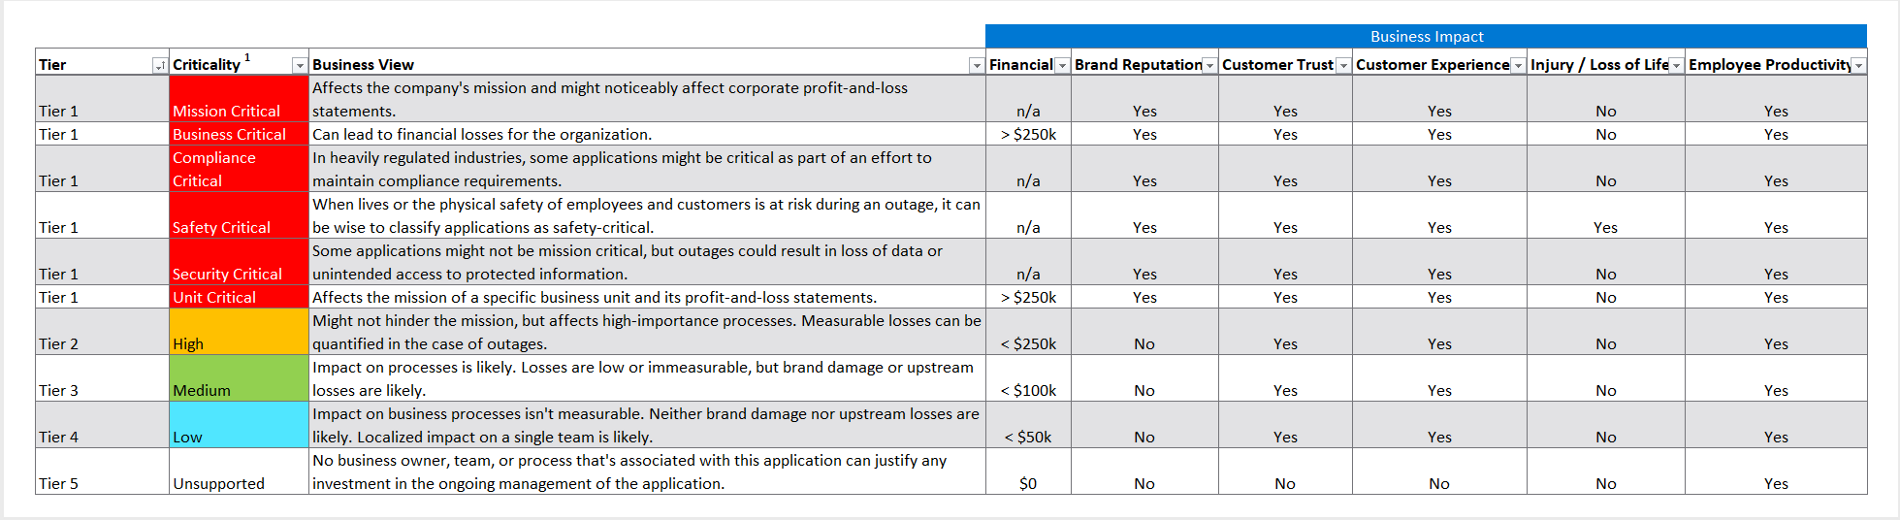 Business Impact
Tier Criticality 1 Business View Financial Brand Reputation Customer Trust Customer Experience Injury / Loss of Life Employee Productivity
Affects the company's mission and might noticeably affect corporate profit-and-loss
Tier 1 Mission Critical statements. n/a Yes Yes Yes No Yes
Tier 1 Business Critical Can lead to financial losses for the organization. > $250k Yes Yes Yes No Yes
Compliance In heavily regulated industries, some applications might be critical as part of an effort to
Tier 1 Critical maintain compliance requirements. n/a Yes Yes Yes No Yes
When lives or the physical safety of employees and customers is at risk during an outage, it can
Tier 1 Safety Critical be wise to classify applications as safety-critical. n/a Yes Yes Yes Yes Yes
Some applications might not be mission critical, but outages could result in loss of data or
Tier 1 Security Critical unintended access to protected information. n/a Yes Yes Yes No Yes
Tier 1 Unit Critical Affects the mission of a specific business unit and its profit-and-loss statements. > $250k Yes Yes Yes No Yes
Might not hinder the mission, but affects high-importance processes. Measurable losses can be
Tier 2 High quantified in the case of outages. < $250k No Yes Yes No Yes
Impact on processes is likely. Losses are low or immeasurable, but brand damage or upstream
Tier 3 Medium losses are likely. < $100k No Yes Yes No Yes
Impact on business processes isn't measurable. Neither brand damage nor upstream losses are
Tier 4 Low likely. Localized impact on a single team is likely. < $50k No Yes Yes No Yes
No business owner, team, or process that's associated with this application can justify any
Tier 5 Unsupported investment in the ongoing management of the application. $0 No No No No Yes